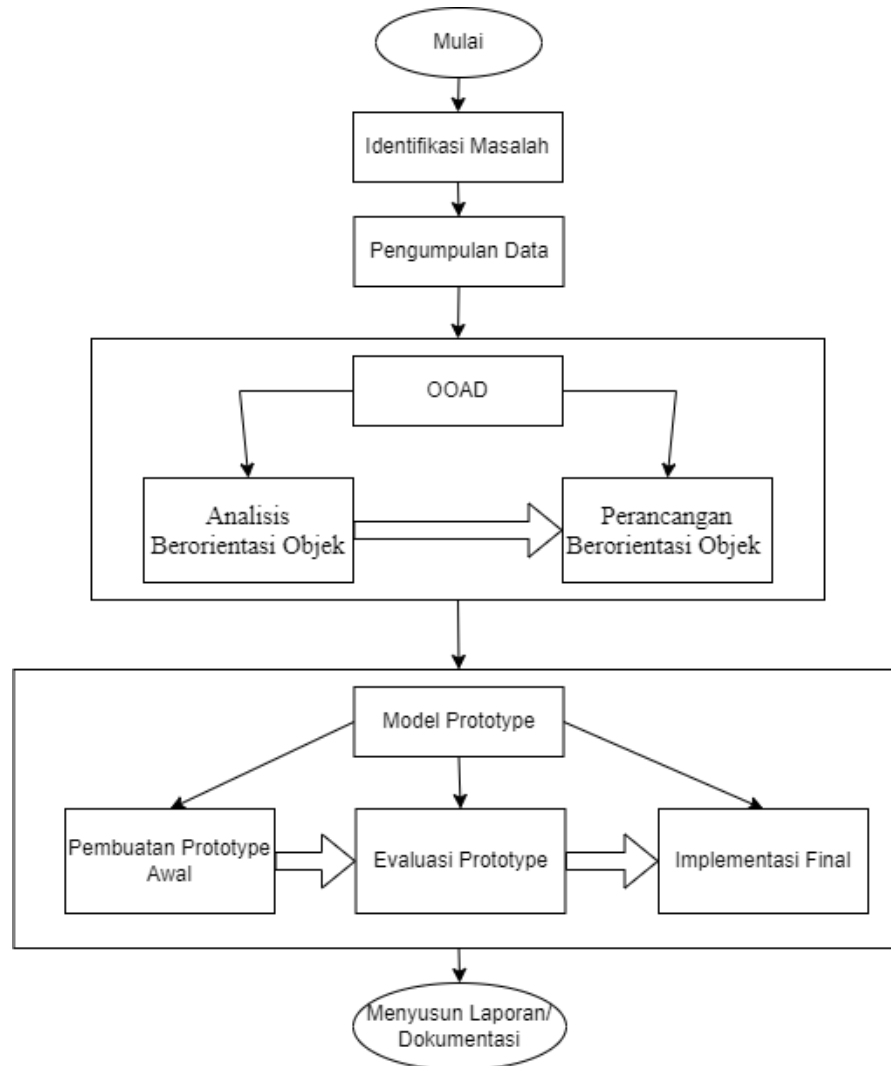 Mulai
Identifikasi Masalah
Pengumpulan Data
OOAD
Analisis
Berorientasi Objek
Perancangan
Berorientasi Objek
Model Prototype
Pembuatan Prototype
Awal
Evaluasi Prototype
Implementasi Final
Menyusun Laporan/
Dokumentasi